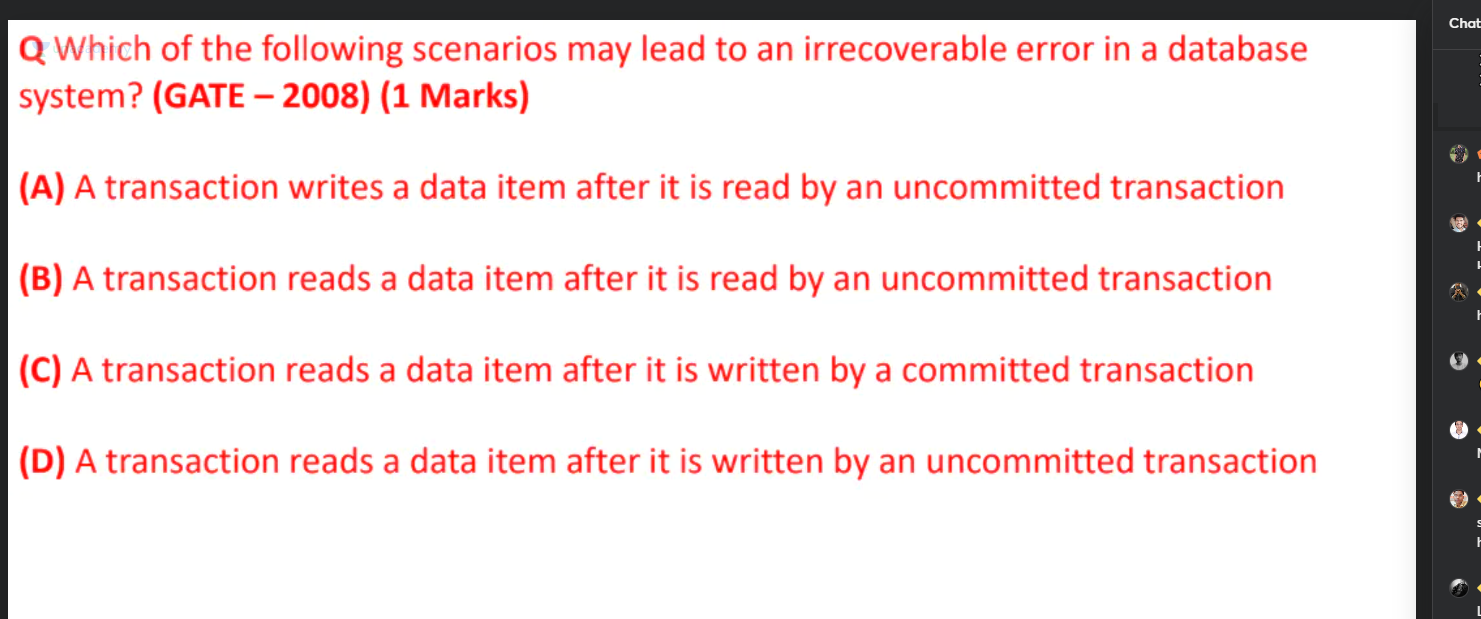 Q Which of the following scenarios may lead to an irrecoverable error in a database
system? (GATE – 2008) (1 Marks)
(A) A transaction writes a data item after it is read by an uncommitted transaction
(B) A transaction reads a data item after it is read by an uncommitted transaction
(C) A transaction reads a data item after it is written by a committed transaction
(D) A transaction reads a data item after it is written by an uncommitted transaction
Chat